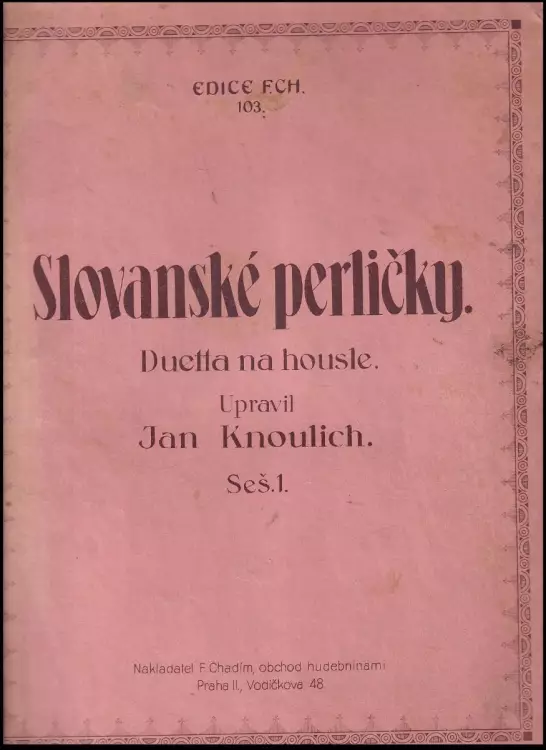 EDICE F.CH.
103.
Slovanské perličky.
Duetta na housle.
Upravil
Jan Knoulich.
Seš.1.
Nakladatel F. Chadím, obchod hudebninami
Praha II., Vodičkova 48